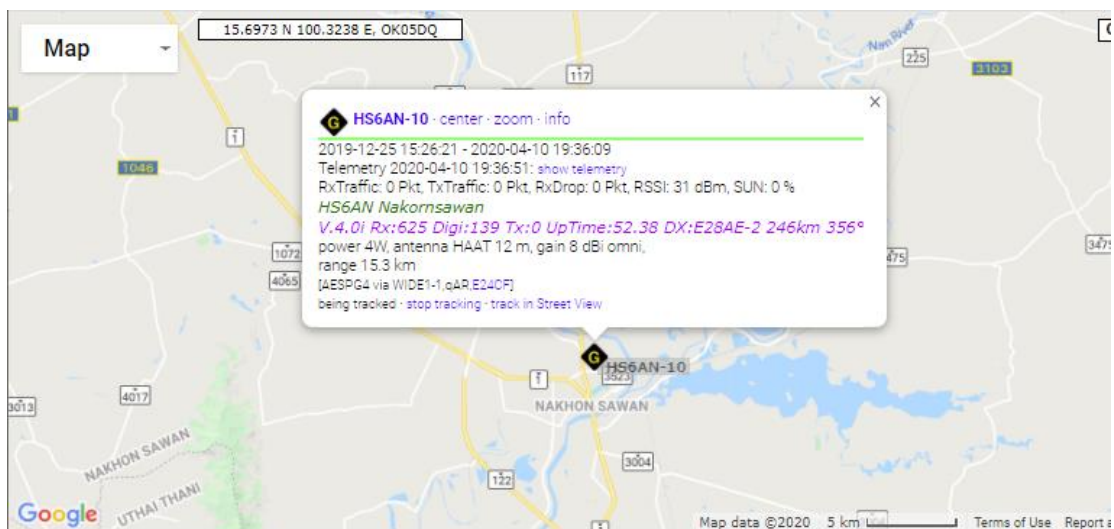 Map
15.6973 N 100.3238 E, OK05DQ
Nan River
225
3103
117
1
1046
HS6AN-10 · center · zoom · info
2019-12-25 15:26:21 - 2020-04-10 19:36:09
Telemetry 2020-04-10 19:36:51: show telemetry
RxTraffic: 0 Pkt, TxTraffic: 0 Pkt, RxDrop: 0 Pkt, RSSI: 31 dBm, SUN: 0 %
HS6AN Nakornsawan
V.4.0i Rx:625 Digi:139 Tx:0 UpTime:52.38 DX:E28AE-2 246km 356°
power 4W, antenna HAAT 12 m, gain 8 dBi omni,
range 15.3 km
[AESPG4 via WIDE1-1,qAR,E24OF]
being tracked · stop tracking · track in Street View
1072
4065
475
3475
G HS6AN-10
1
3523
4017
3013
NAKHON SAWAN
NAKHON SAWAN
UTHAI THANI
3004
122
1
Google
Map data ©2020 5 km Terms of Use Report